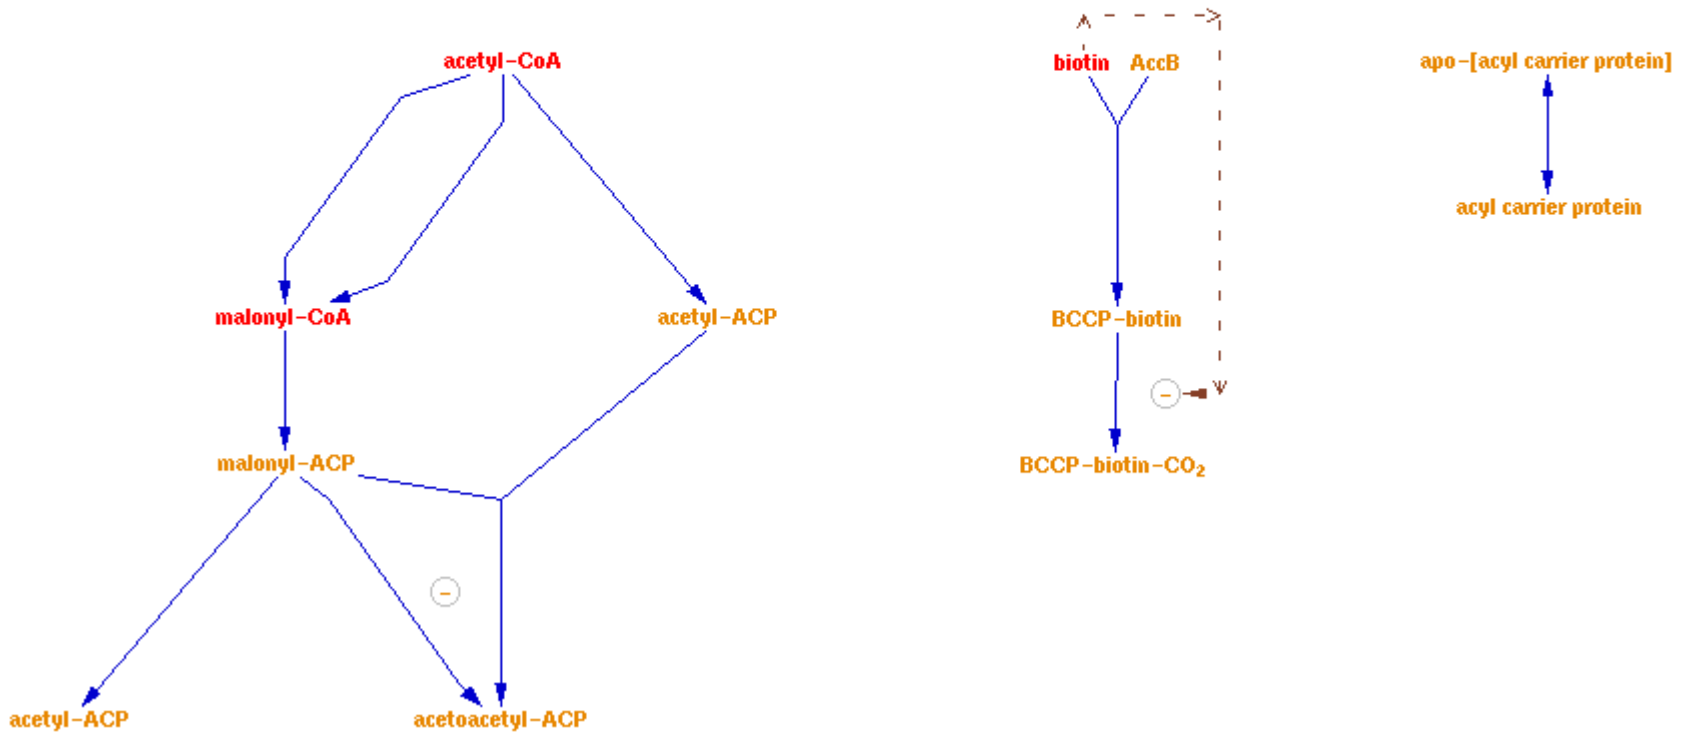 acetyl-CoA
biotin AccB
apo-[acyl carrier protein]
acyl carrier protein
malonyl-CoA
acetyl-ACP
BCCP-biotin
−
malonyl-ACP
BCCP-biotin-CO₂
−
acetyl-ACP
acetoacetyl-ACP